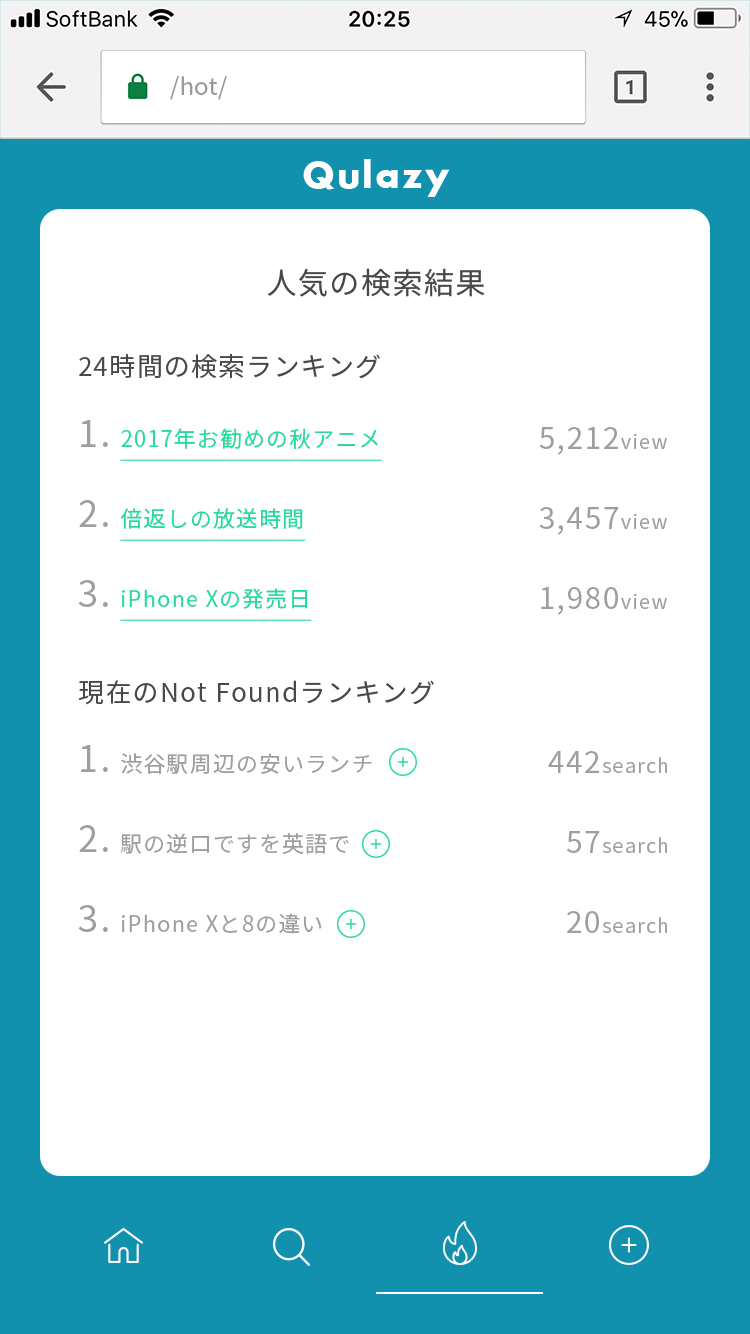 SoftBank 20:25 45%
/hot/ 1
Qulazy
人気の検索結果
24時間の検索ランキング
1. 2017年お勧めの秋アニメ 5,212view
2. 倍返しの放送時間 3,457view
3. iPhone Xの発売日 1,980view
現在のNot Foundランキング
1. 渋谷駅周辺の安いランチ 442search
2. 駅の逆口ですを英語で 57search
3. iPhone Xと8の違い 20search